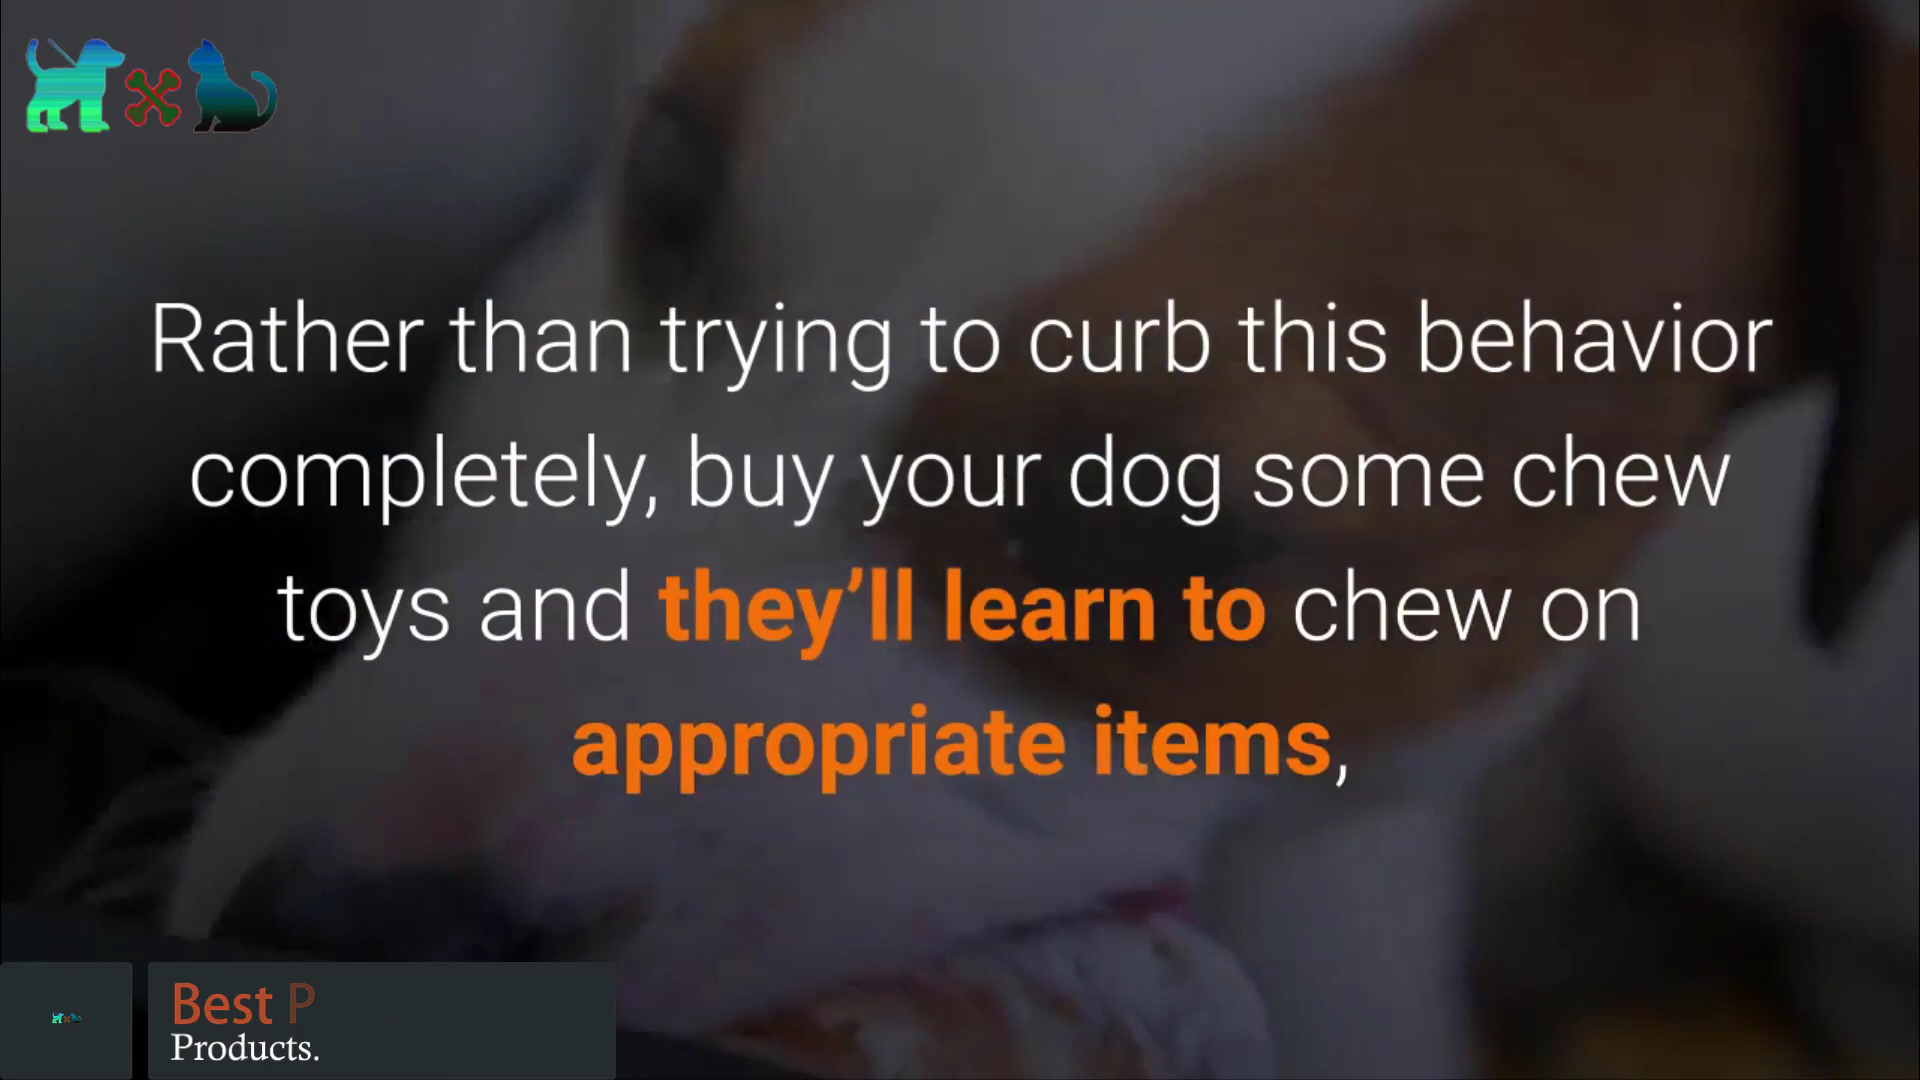 Rather than trying to curb this behavior
completely, buy your dog some chew
toys and they’ll learn to chew on
appropriate items,
Best P
Products.